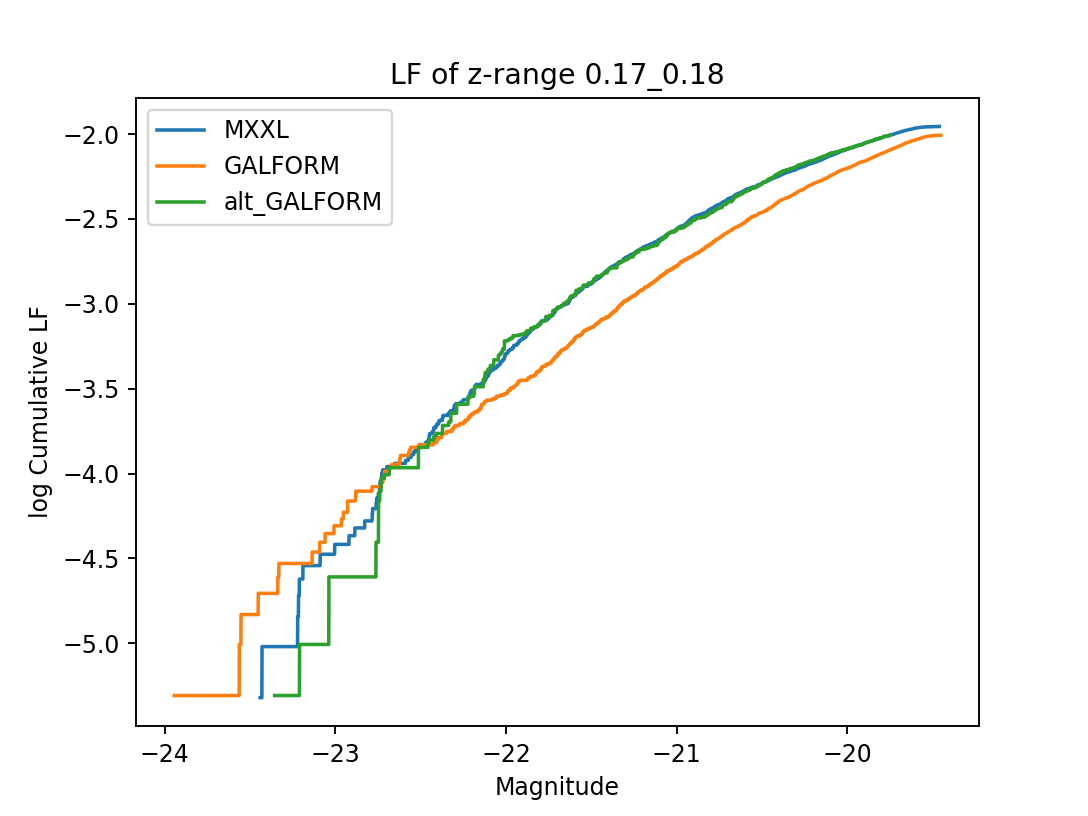 LF of z-range 0.17_0.18
MXXL
GALFORM
alt_GALFORM
log Cumulative LF
−2.0
−2.5
−3.0
−3.5
−4.0
−4.5
−5.0
−24
−23
−22
−21
−20
Magnitude